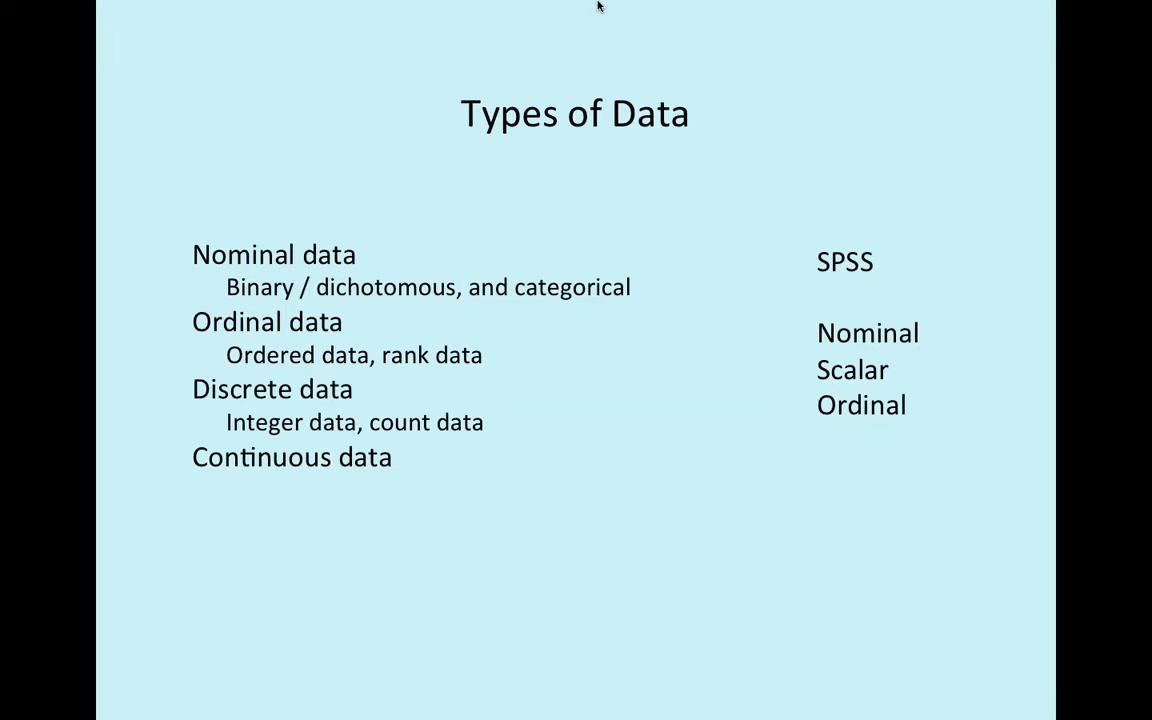 Types of Data
Nominal data
Binary / dichotomous, and categorical
Ordinal data
Ordered data, rank data
Discrete data
Integer data, count data
Continuous data
SPSS
Nominal
Scalar
Ordinal